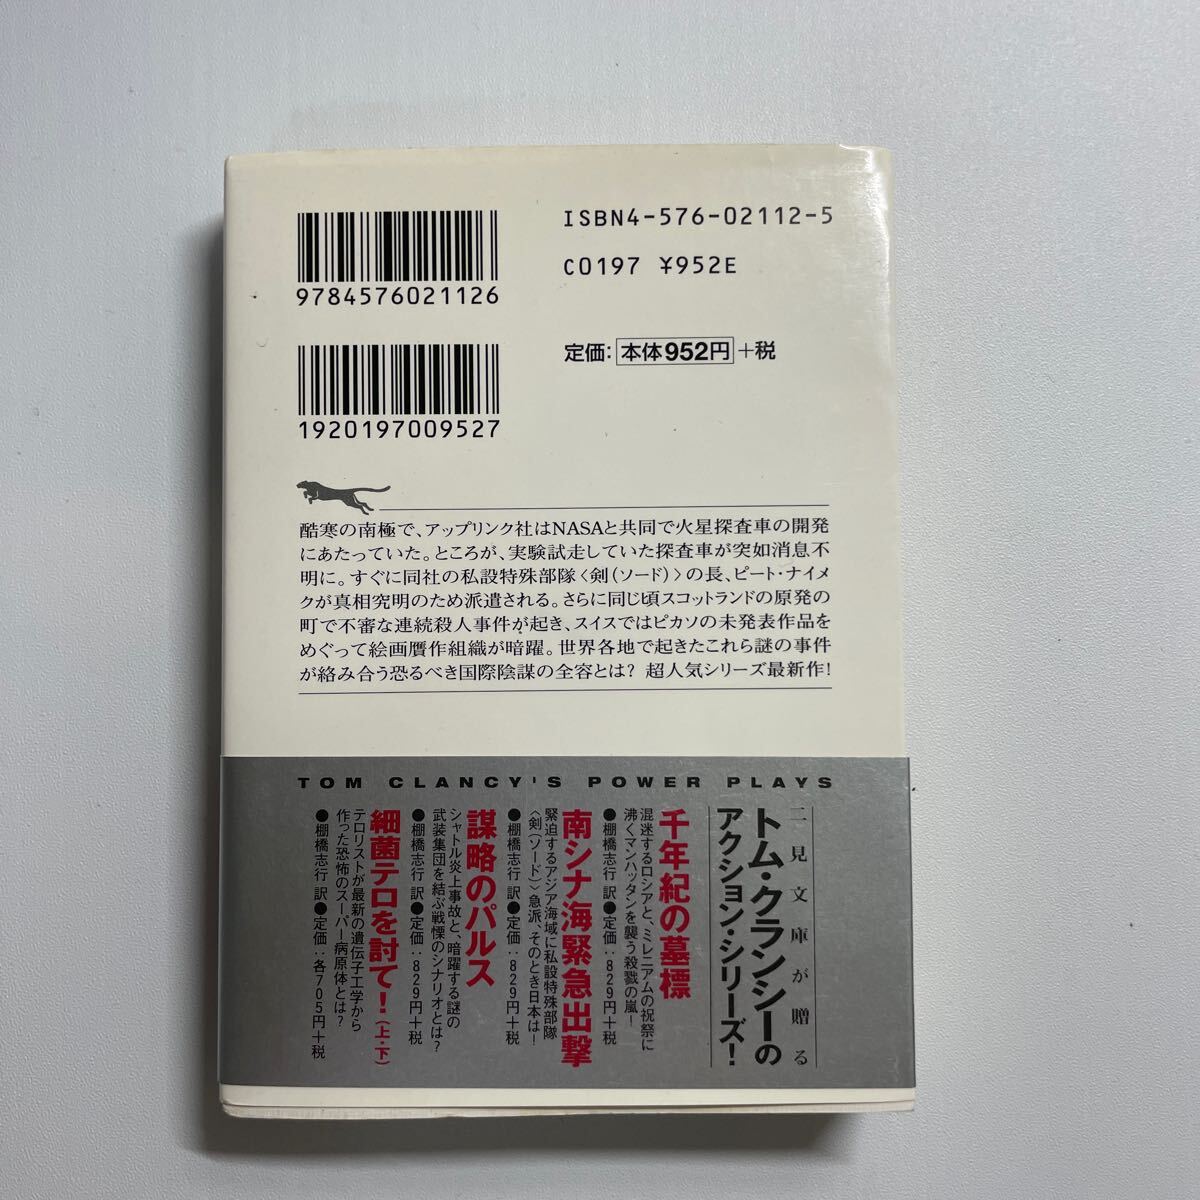 9784576021126
ISBN4-576-02112-5
C0197 ¥952E
1920197009527
定価: 本体952円+税
酷寒の南極で、アップリンク社はNASAと共同で火星探査車の開発
にあたっていた。ところが、実験試走していた探査車が突如消息不
明に。すぐに同社の私設特殊部隊〈剣(ソード)〉の長、ピート・ナイメ
クが真相究明のため派遣される。さらに同じ頃スコットランドの原発の
町で不審な連続殺人事件が起き、スイスではピカソの未発表作品を
めぐって絵画贋作組織が暗躍。世界各地で起きたこれら謎の事件
が絡み合う恐るべき国際陰謀の全容とは? 超人気シリーズ最新作!
TOM CLANCY'S POWER PLAYS
二見文庫が贈る
トム・クランシーの
アクション・シリーズ!
千年紀の墓標
混迷するロシアと、ミレニアムの祝祭に
沸くマンハッタンを襲う殺戮の嵐―
●棚橋志行 訳●定価:829円+税
南シナ海緊急出撃
緊迫するアジア海域に私設特殊部隊
〈剣(ソード)〉急派、そのとき日本は!
●棚橋志行 訳●定価:829円+税
謀略のパルス
シャトル炎上事故と、暗躍する謎の
武装集団を結ぶ戦慄のシナリオとは?
●棚橋志行 訳●定価:829円+税
細菌テロを討て!(上・下)
テロリストが最新の遺伝子工学から
作った恐怖のスーパー病原体とは?
●棚橋志行 訳●定価:各705円+税